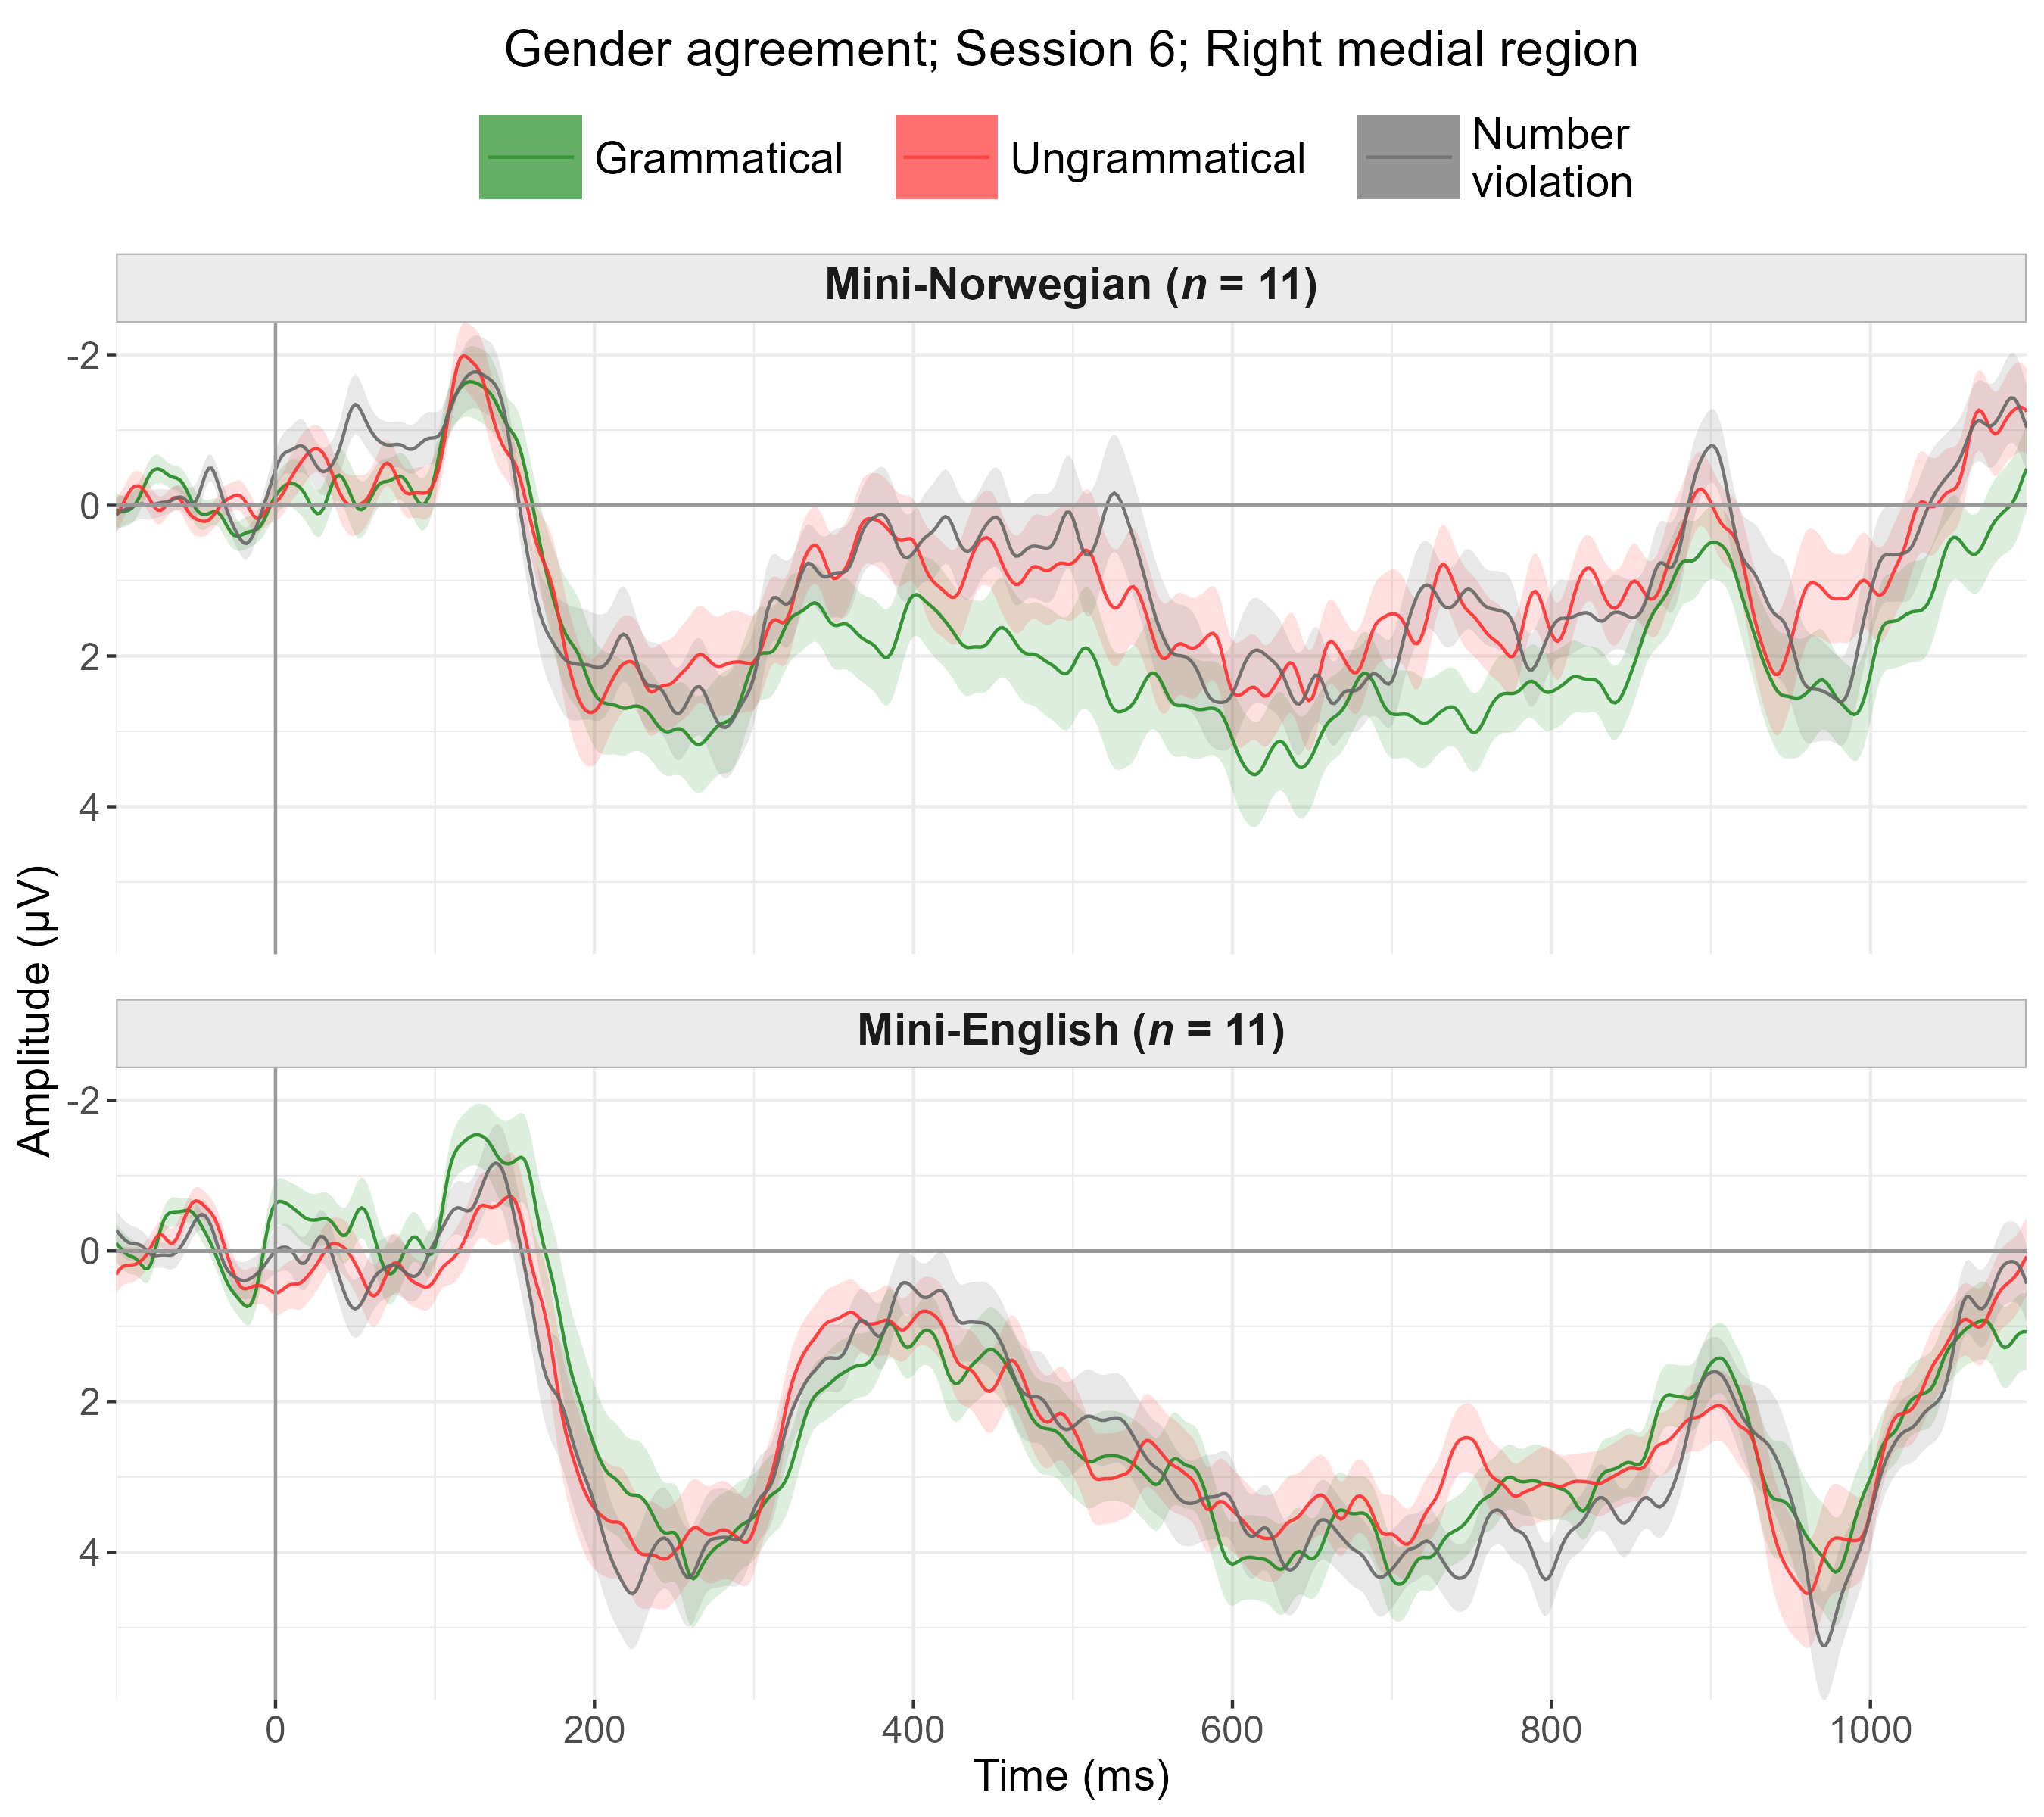 Gender agreement; Session 6; Right medial region
Grammatical
Ungrammatical
Number
violation
Mini-Norwegian (n = 11)
-2
0
2
4
Mini-English (n = 11)
-2
0
2
4
Amplitude (µV)
0
200
400
600
800
1000
Time (ms)